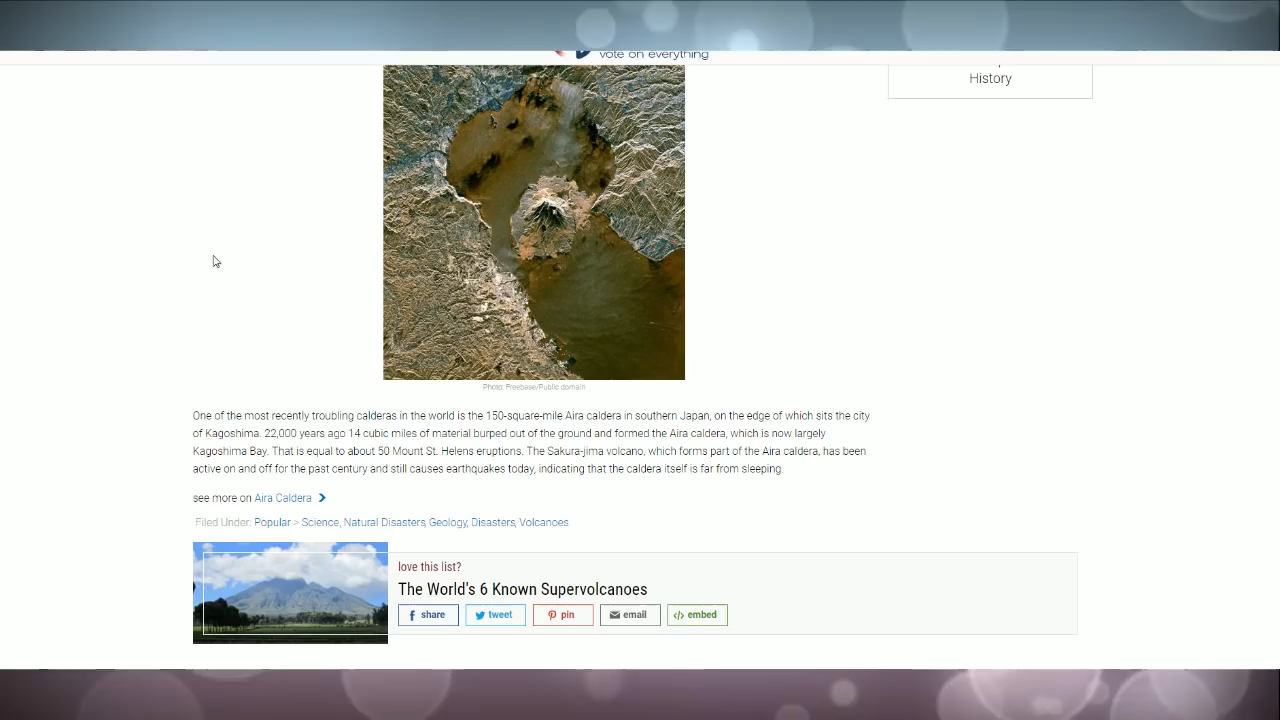 vote on everything
History
Photo: Freebase/Public domain
One of the most recently troubling calderas in the world is the 150-square-mile Aira caldera in southern Japan, on the edge of which sits the city
of Kagoshima. 22,000 years ago 14 cubic miles of material burped out of the ground and formed the Aira caldera, which is now largely
Kagoshima Bay. That is equal to about 50 Mount St. Helens eruptions. The Sakura-jima volcano, which forms part of the Aira caldera, has been
active on and off for the past century and still causes earthquakes today, indicating that the caldera itself is far from sleeping.
see more on Aira Caldera
Filed Under: Popular > Science, Natural Disasters, Geology, Disasters, Volcanoes
love this list?
The World's 6 Known Supervolcanoes
share tweet pin email </> embed